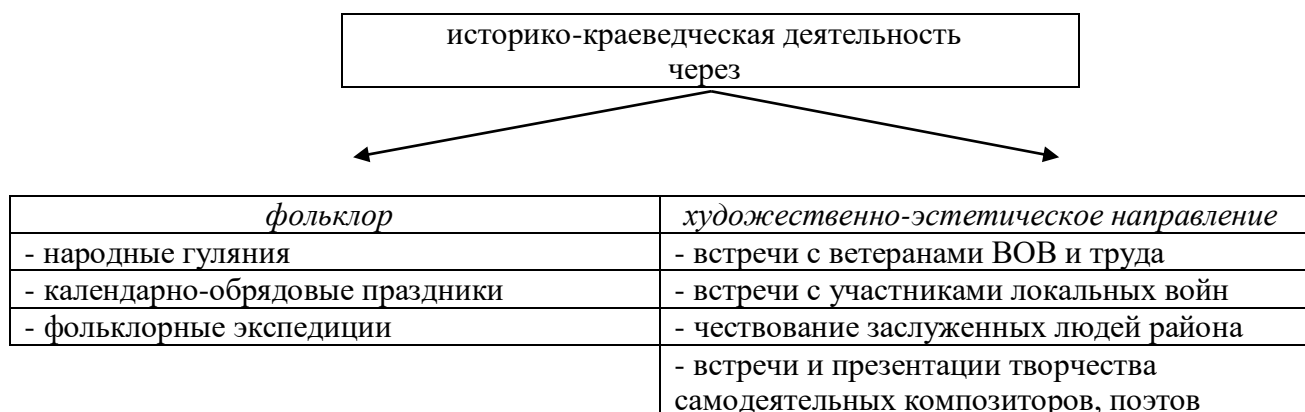 историко-краеведческая деятельность
через
фольклор
художественно-эстетическое направление
- народные гуляния
- встречи с ветеранами ВОВ и труда
- календарно-обрядовые праздники
- встречи с участниками локальных войн
- фольклорные экспедиции
- чествование заслуженных людей района
- встречи и презентации творчества
самодеятельных композиторов, поэтов